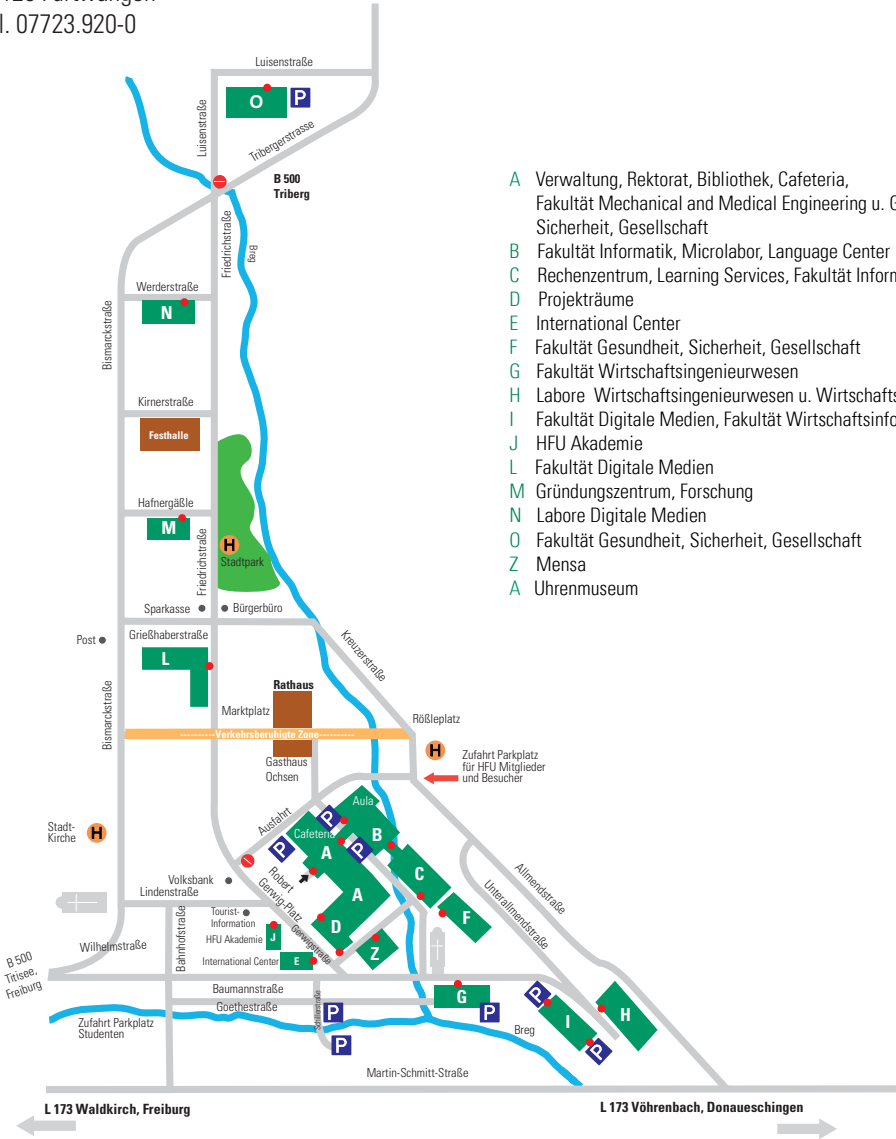 l. 07723.920-0
Luisenstraße
O
P
Luisenstraße
Tribergerstrasse
B 500
Triberg
Friedrichstraße
Breg
Werderstraße
N
Bismarckstraße
Kirnerstraße
Festhalle
Hafnergäßle
M
H
Stadtpark
Friedrichstraße
Sparkasse
Bürgerbüro
Post
Grießhaberstraße
L
Kreuzerstraße
Bismarckstraße
Rathaus
Marktplatz
Rößleplatz
----------Verkehrsberuhigte Zone----------
H
Gasthaus
Ochsen
Zufahrt Parkplatz
für HFU Mitglieder
und Besucher
Stadt-
Kirche
H
Ausfahrt
Aula
P
Cafeteria
B
P
P
A
C
Robert
Gerwig-Platz
A
F
Allmendstraße
Unterallmendstraße
Volksbank
Lindenstraße
Bahnhofstraße
Tourist-
Information
HFU Akademie
J
D
Gerwigstraße
Z
Wilhelmstraße
International Center
E
B 500
Titisee,
Freiburg
Baumannstraße
Goethestraße
Schillerstraße
P
G
P
P
I
H
P
Breg
Zufahrt Parkplatz
Studenten
P
Martin-Schmitt-Straße
L 173 Waldkirch, Freiburg
L 173 Vöhrenbach, Donaueschingen
A Verwaltung, Rektorat, Bibliothek, Cafeteria,
Fakultät Mechanical and Medical Engineering u. G
Sicherheit, Gesellschaft
B Fakultät Informatik, Microlabor, Language Center
C Rechenzentrum, Learning Services, Fakultät Inform
D Projekträume
E International Center
F Fakultät Gesundheit, Sicherheit, Gesellschaft
G Fakultät Wirtschaftsingenieurwesen
H Labore Wirtschaftsingenieurwesen u. Wirtschafts
I Fakultät Digitale Medien, Fakultät Wirtschaftsinfo
J HFU Akademie
L Fakultät Digitale Medien
M Gründungszentrum, Forschung
N Labore Digitale Medien
O Fakultät Gesundheit, Sicherheit, Gesellschaft
Z Mensa
A Uhrenmuseum